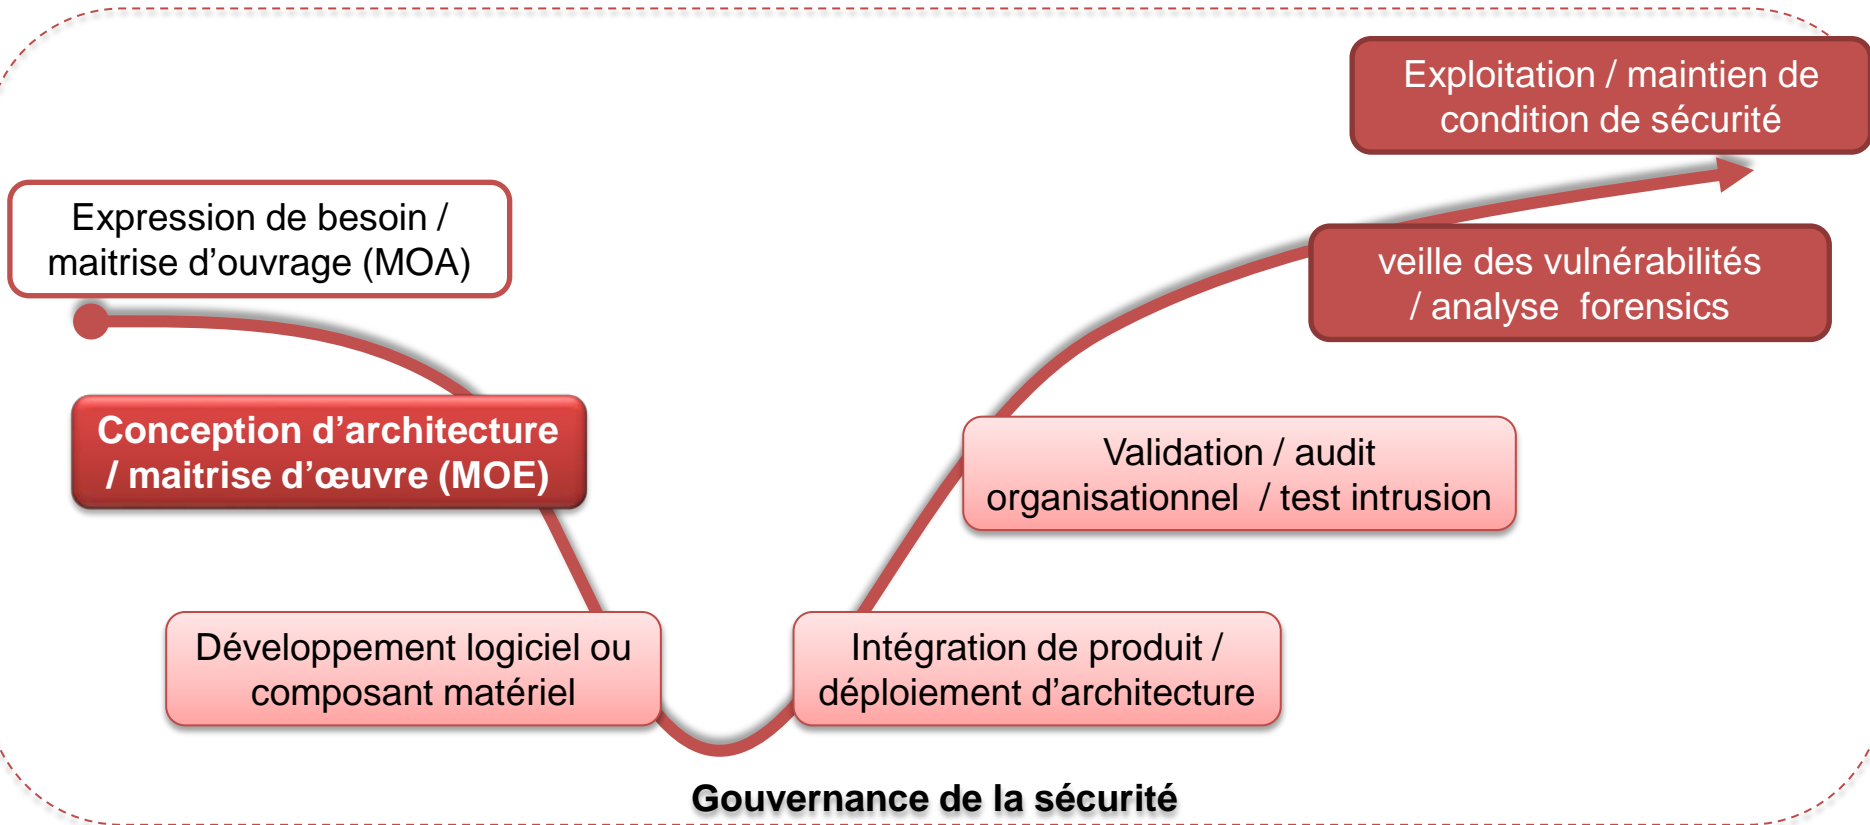 Exploitation / maintien de
condition de sécurité
Expression de besoin /
maitrise d’ouvrage (MOA)
veille des vulnérabilités
/ analyse forensics
Conception d’architecture
/ maitrise d’œuvre (MOE)
Validation / audit
organisationnel / test intrusion
Développement logiciel ou
composant matériel
Intégration de produit /
déploiement d’architecture
Gouvernance de la sécurité